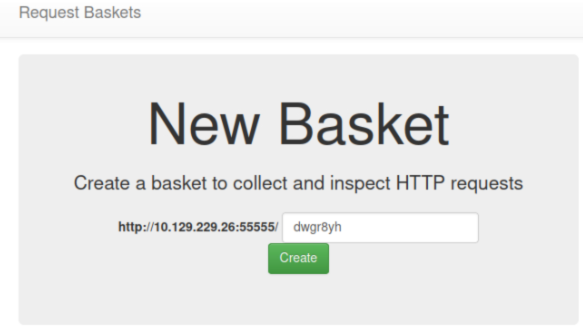 Request Baskets
New Basket
Create a basket to collect and inspect HTTP requests
http://10.129.229.26:55555/ dwgr8yh
Create